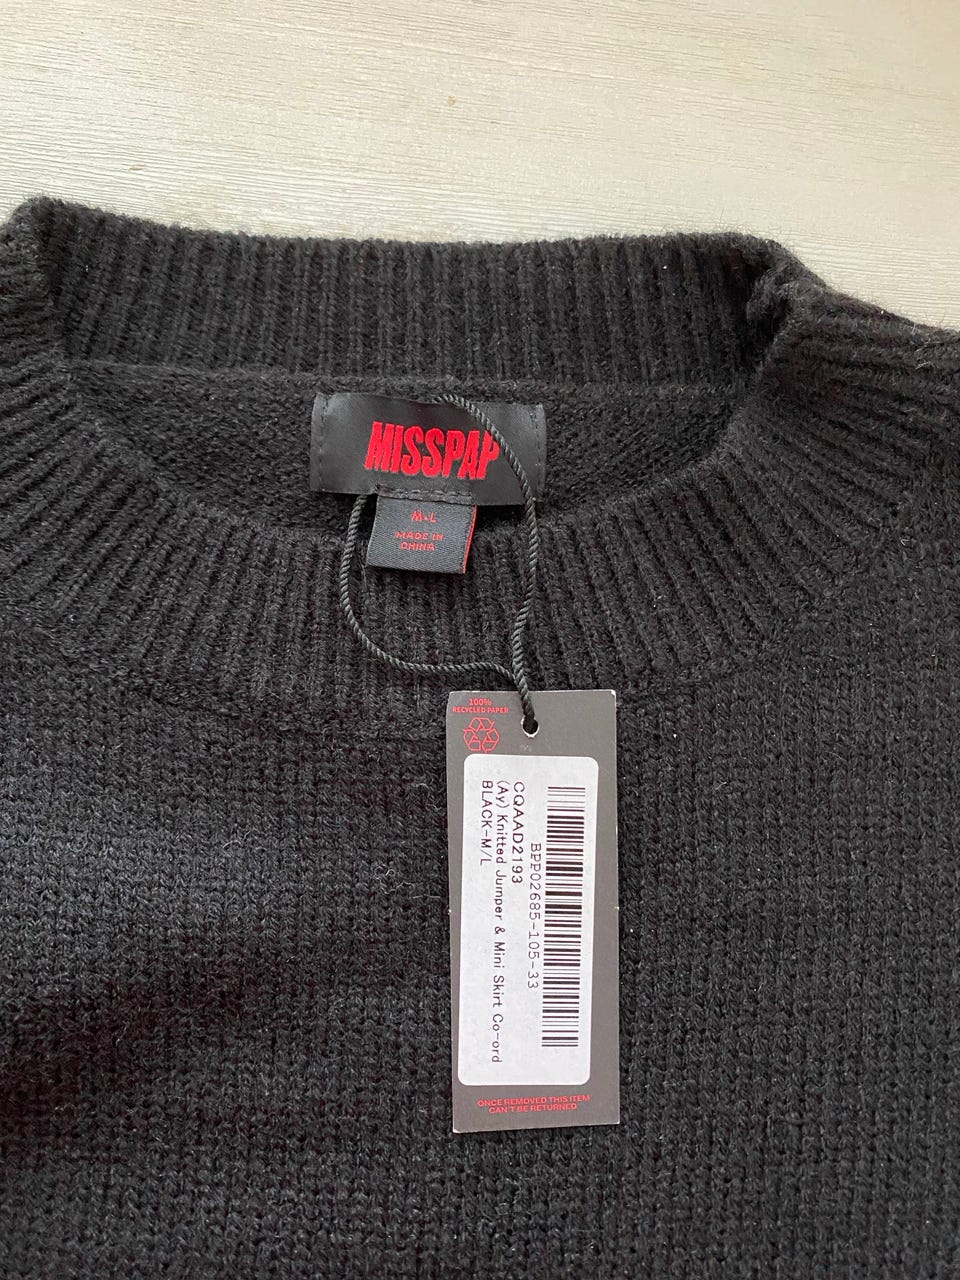 MISSPAP
M-L
MADE IN
CHINA
100%
RECYCLED PAPER
BPP02685-105-33
CQAAD2193
(Ay) Knitted Jumper & Mini Skirt Co-ord
BLACK-M/L
ONCE REMOVED THIS ITEM
CAN'T BE RETURNED